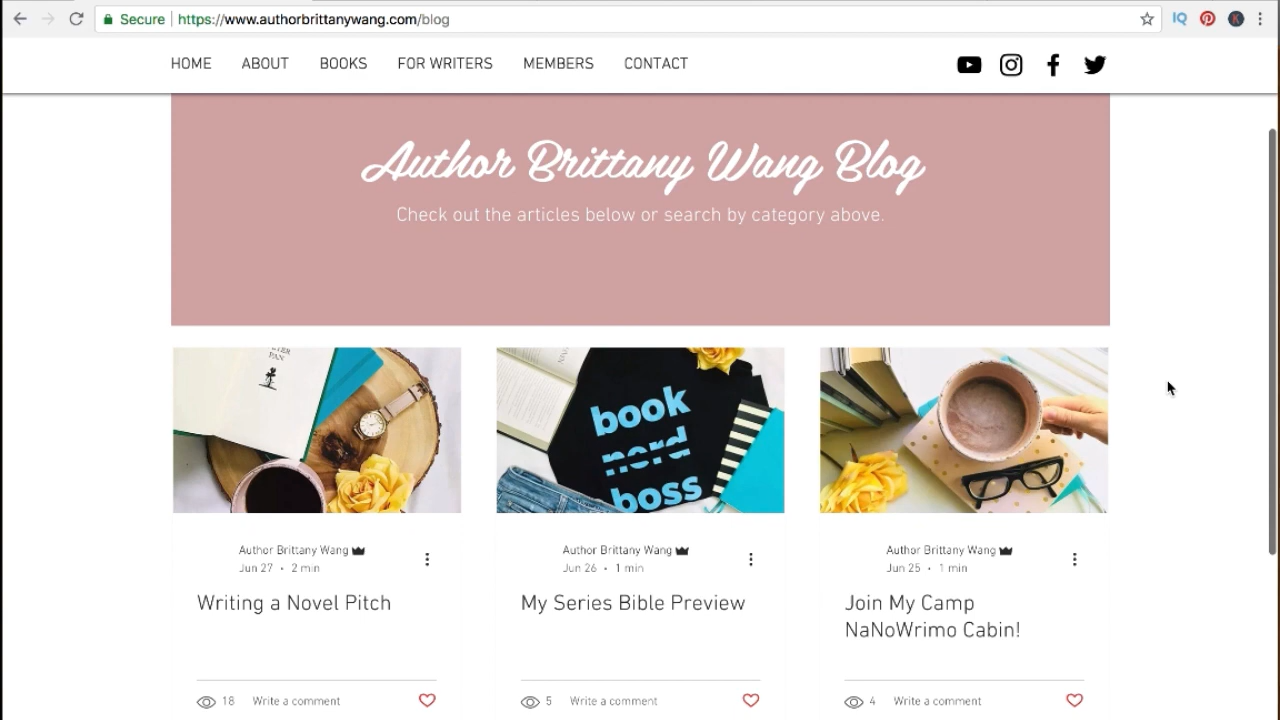 Secure https://www.authorbrittanywang.com/blog
IQ
K
HOME ABOUT BOOKS FOR WRITERS MEMBERS CONTACT
Author Brittany Wang Blog
Check out the articles below or search by category above.
book
nerd
boss
Author Brittany Wang
Jun 27 • 2 min
Writing a Novel Pitch
18 Write a comment
Author Brittany Wang
Jun 26 • 1 min
My Series Bible Preview
5 Write a comment
Author Brittany Wang
Jun 25 • 1 min
Join My Camp
NaNoWrimo Cabin!
4 Write a comment